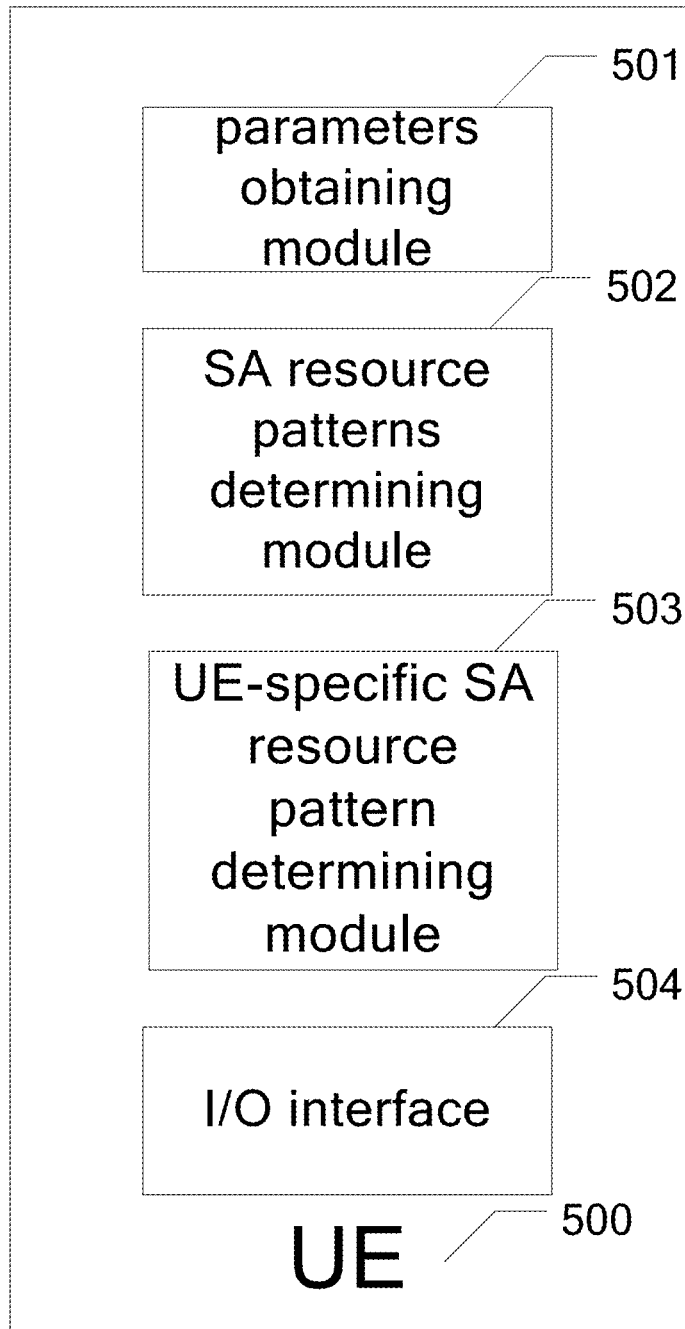 501
parameters
obtaining
module
502
SA resource
patterns
determining
module
503
UE-specific SA
resource
pattern
determining
module
504
I/O interface
500
UE